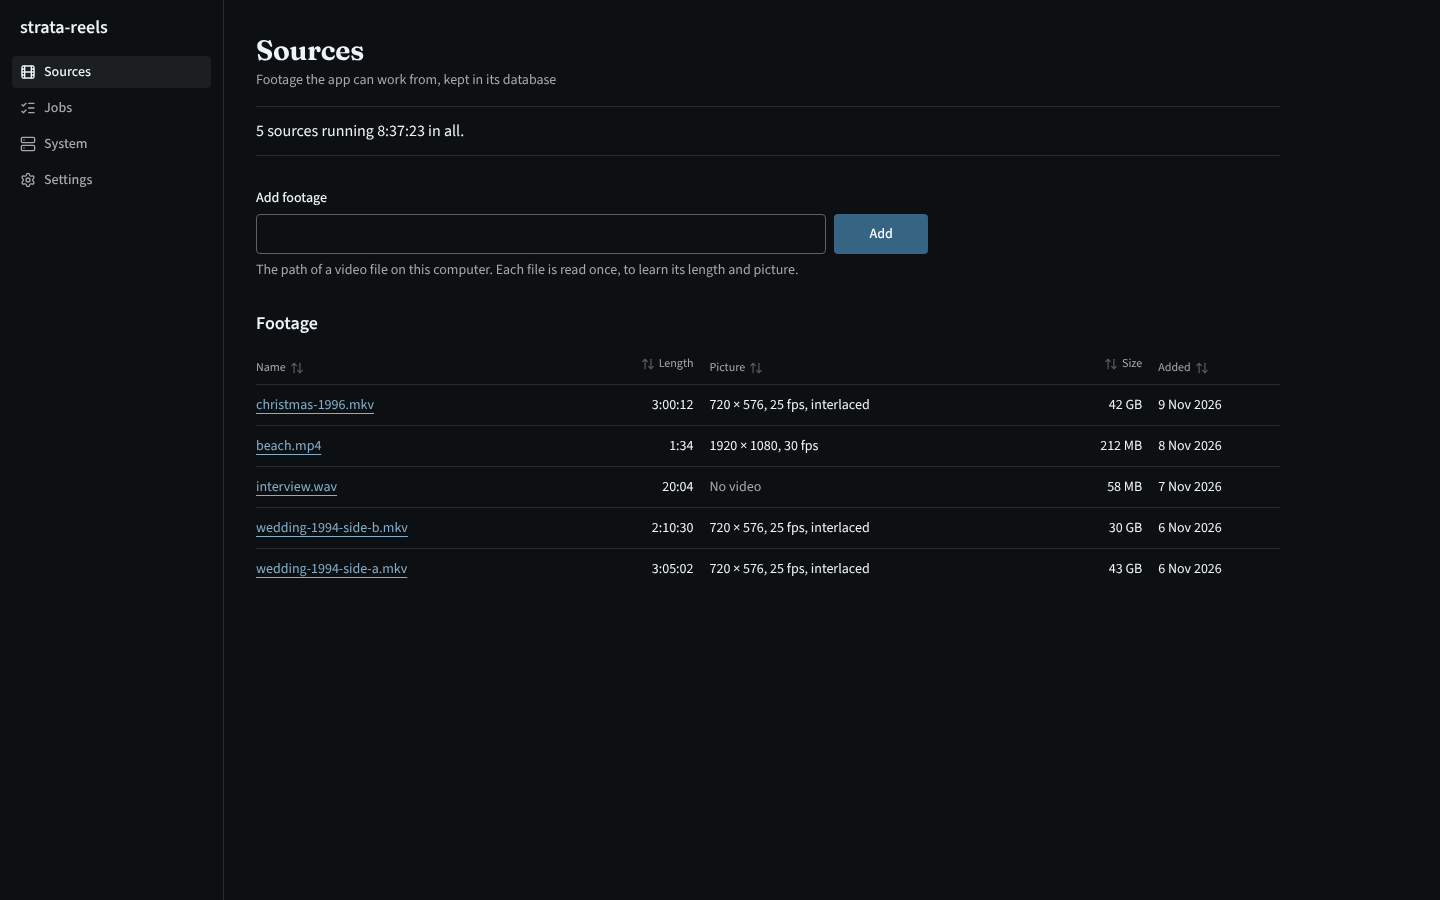 strata-reels
Sources
Jobs
System
Settings
Sources
Footage the app can work from, kept in its database
5 sources running 8:37:23 in all.
Add footage
Add
The path of a video file on this computer. Each file is read once, to learn its length and picture.
Footage
Name Length Picture Size Added
christmas-1996.mkv 3:00:12 720 × 576, 25 fps, interlaced 42 GB 9 Nov 2026
beach.mp4 1:34 1920 × 1080, 30 fps 212 MB 8 Nov 2026
interview.wav 20:04 No video 58 MB 7 Nov 2026
wedding-1994-side-b.mkv 2:10:30 720 × 576, 25 fps, interlaced 30 GB 6 Nov 2026
wedding-1994-side-a.mkv 3:05:02 720 × 576, 25 fps, interlaced 43 GB 6 Nov 2026